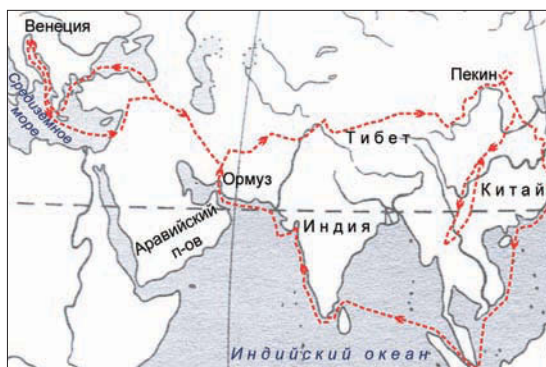 Венеция
Средиземное
море
Пекин
Тибет
Ормуз
Китай
Аравийский
п-ов
Индия
Индийский океан